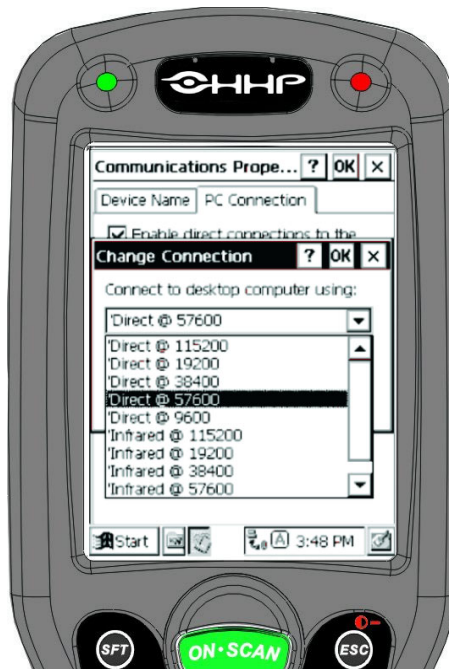 HHP
Communications Prope... ? OK ×
Device Name PC Connection
Enable direct connections to the
Change Connection ? OK ×
Connect to desktop computer using:
'Direct @ 57600
'Direct @ 115200
'Direct @ 19200
'Direct @ 38400
'Direct @ 57600
'Direct @ 9600
'Infrared @ 115200
'Infrared @ 19200
'Infrared @ 38400
'Infrared @ 57600
Start A 3:48 PM
SFT ON·SCAN ESC